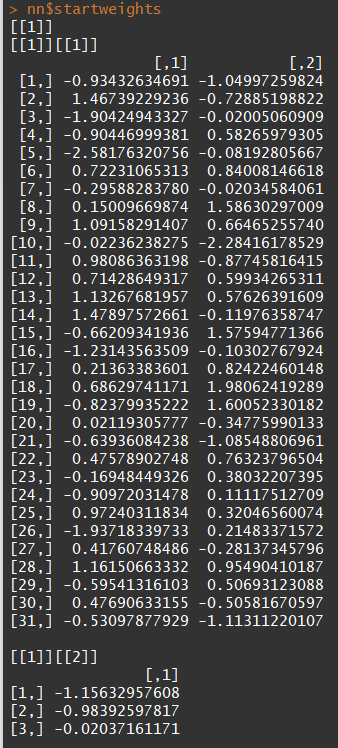 > nn$startweights
[[1]]
[[1]][[1]]
[,1] [,2]
[1,] -0.93432634691 -1.04997259824
[2,] 1.46739229236 -0.72885198822
[3,] -1.90424943327 -0.02005060909
[4,] -0.90446999381 0.58265979305
[5,] -2.58176320756 -0.08192805667
[6,] 0.72231065313 0.84008146618
[7,] -0.29588283780 -0.02034584061
[8,] 0.15009669874 1.58630297009
[9,] 1.09158291407 0.66465255740
[10,] -0.02236238275 -2.28416178529
[11,] 0.98086363198 -0.87745816415
[12,] 0.71428649317 0.59934265311
[13,] 1.13267681957 0.57626391609
[14,] 1.47897572661 -0.11976358747
[15,] -0.66209341936 1.57594771366
[16,] -1.23143563509 -0.10302767924
[17,] 0.21363383601 0.82422460148
[18,] 0.68629741171 1.98062419289
[19,] -0.82379935222 1.60052330182
[20,] 0.02119305777 -0.34775990133
[21,] -0.63936084238 -1.08548806961
[22,] 0.47578902748 0.76323796504
[23,] -0.16948449326 0.38032207395
[24,] -0.90972031478 0.11117512709
[25,] 0.97240311834 0.32046560074
[26,] -1.93718339733 0.21483371572
[27,] 0.41760748486 -0.28137345796
[28,] 1.16150663332 0.95490410187
[29,] -0.59541316103 0.50693123088
[30,] 0.47690633155 -0.50581670597
[31,] -0.53097877929 -1.11311220107
[[1]][[2]]
[,1]
[1,] -1.15632957608
[2,] -0.98392597817
[3,] -0.02037161171